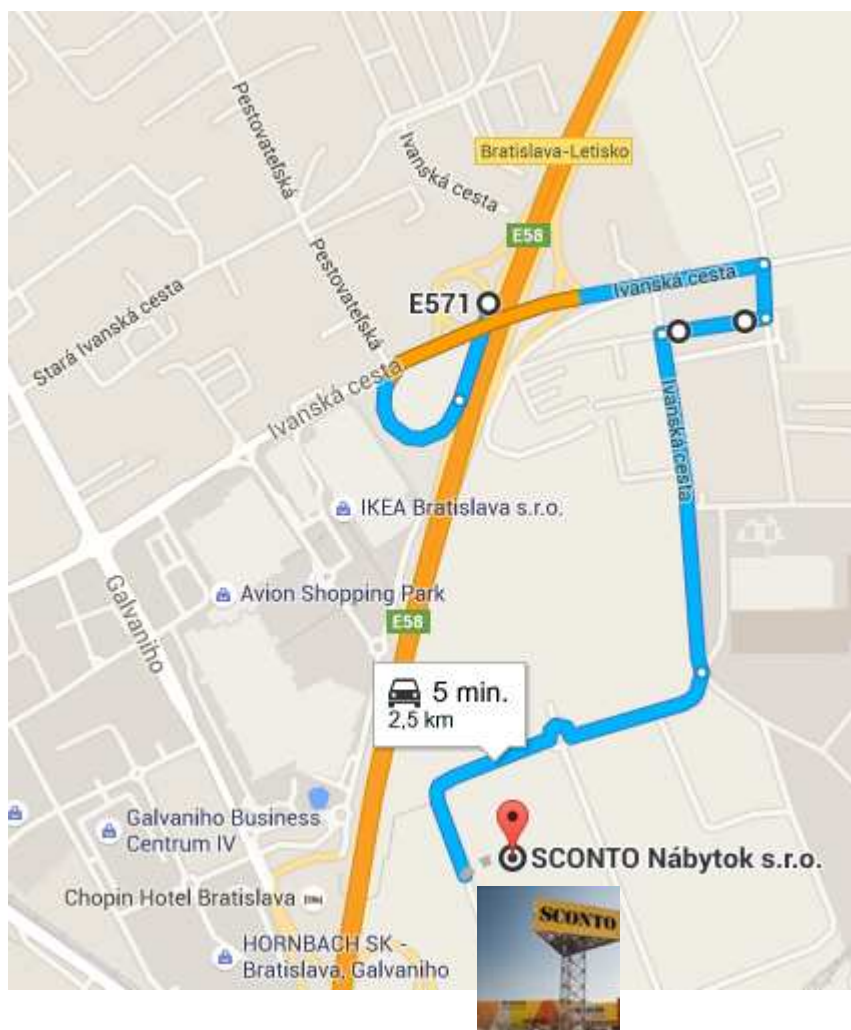 Pestovateľská
Ivanská cesta
Bratislava-Letisko
E58
Pestovateľská
Ivanská cesta
Stará Ivanská cesta
E571
Ivanská cesta
Ivanská cesta
IKEA Bratislava s.r.o.
Avion Shopping Park
E58
Galvaniho
5 min.
2,5 km
Galvaniho Business
Centrum IV
SCONTO Nábytok s.r.o.
Chopin Hotel Bratislava
SCONTO
HORNBACH SK -
Bratislava, Galvaniho